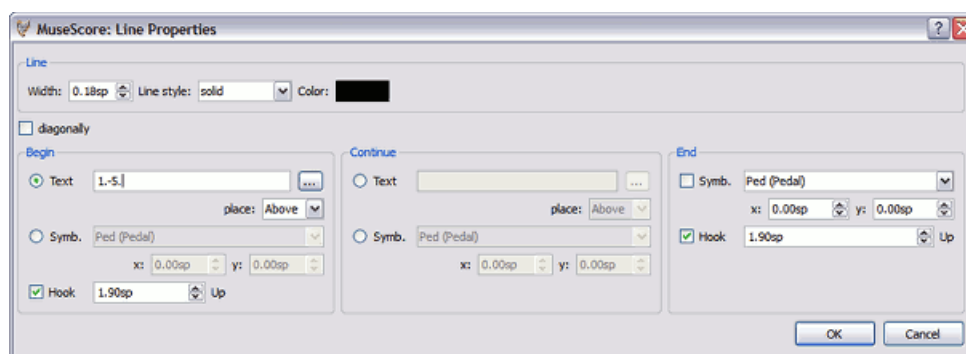 MuseScore: Line Properties
Line
Width: 0.18sp Line style: solid Color:
diagonally
Begin
Text 1.-5.
...
place: Above
Symb. Ped (Pedal)
x: 0.00sp y: 0.00sp
Hook 1.90sp Up
Continue
Text
...
place: Above
Symb. Ped (Pedal)
x: 0.00sp y: 0.00sp
End
Symb. Ped (Pedal)
x: 0.00sp y: 0.00sp
Hook 1.90sp Up
OK Cancel